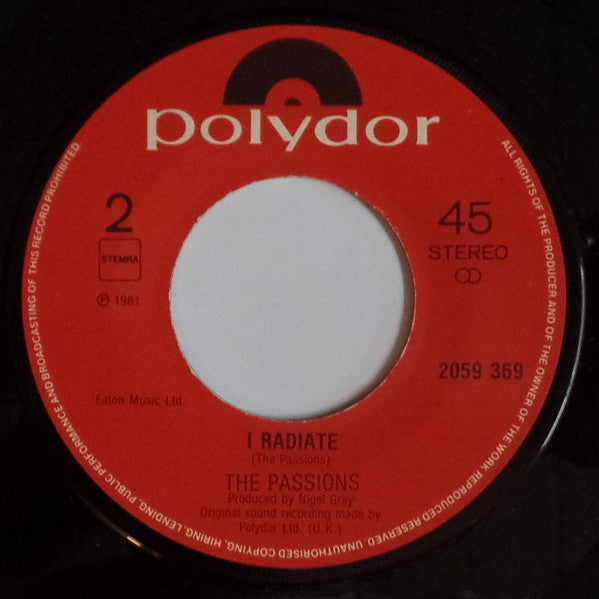 polydor
2
45
STEREO
STEMRA
℗ 1981
2059 369
I RADIATE
(The Passions)
THE PASSIONS
Produced by Nigel Gray
Original sound recording made by
Polydor Ltd. (U.K.)
ALL RIGHTS OF THE PRODUCER AND OF THE OWNER OF THE WORK REPRODUCED RESERVED. UNAUTHORISED COPYING, HIRING, LENDING, PUBLIC PERFORMANCE AND BROADCASTING OF THIS RECORD PROHIBITED
Music Ltd.